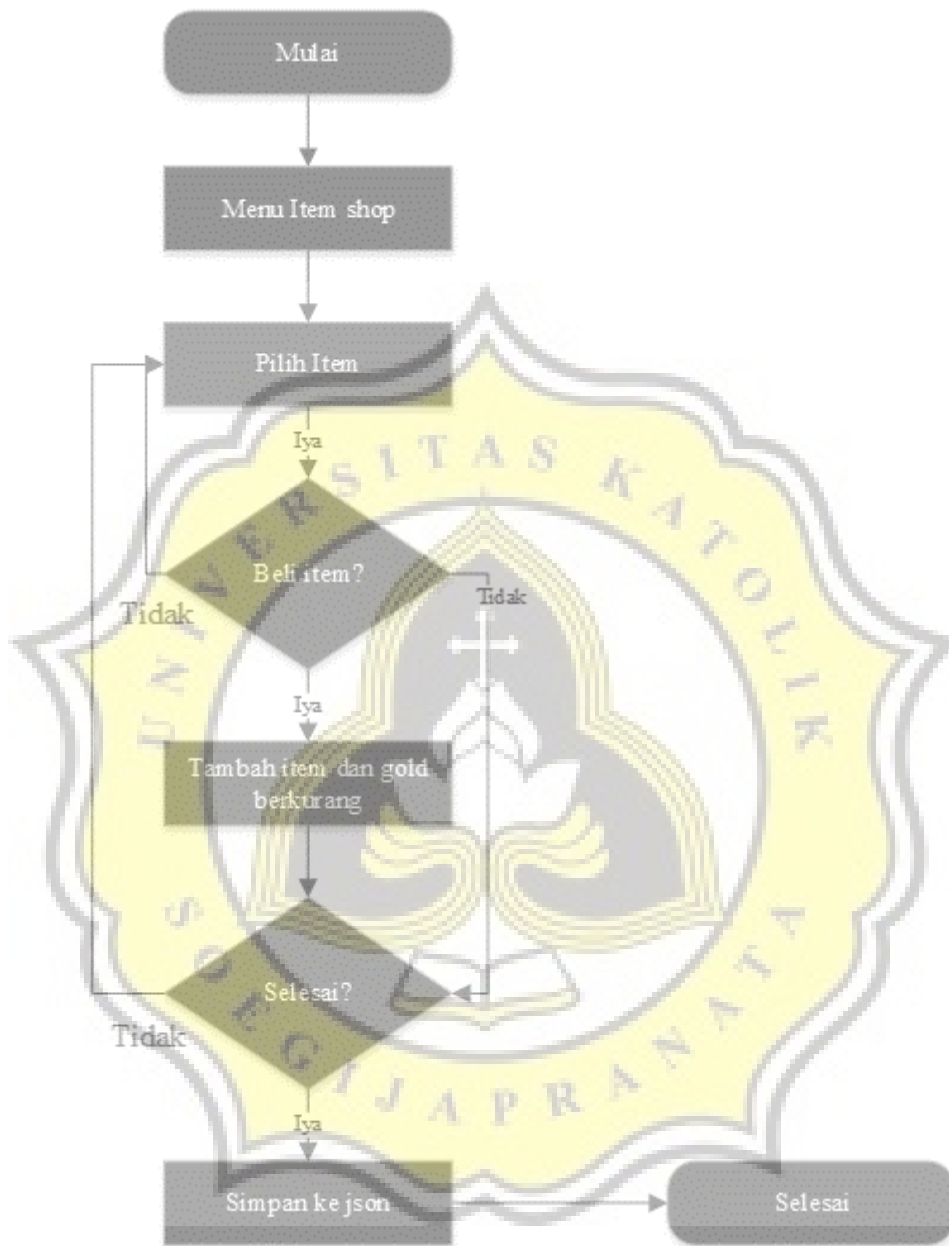 Mulai
Menu Item shop
Pilih Item
Iya
UNIVERSITAS KATOLIK
Beli item?
Tidak
Tidak
Iya
Tambah item dan gold
berkurang
SOEGIJAPRANATA
Selesai?
Tidak
Iya
Simpan ke json
Selesai